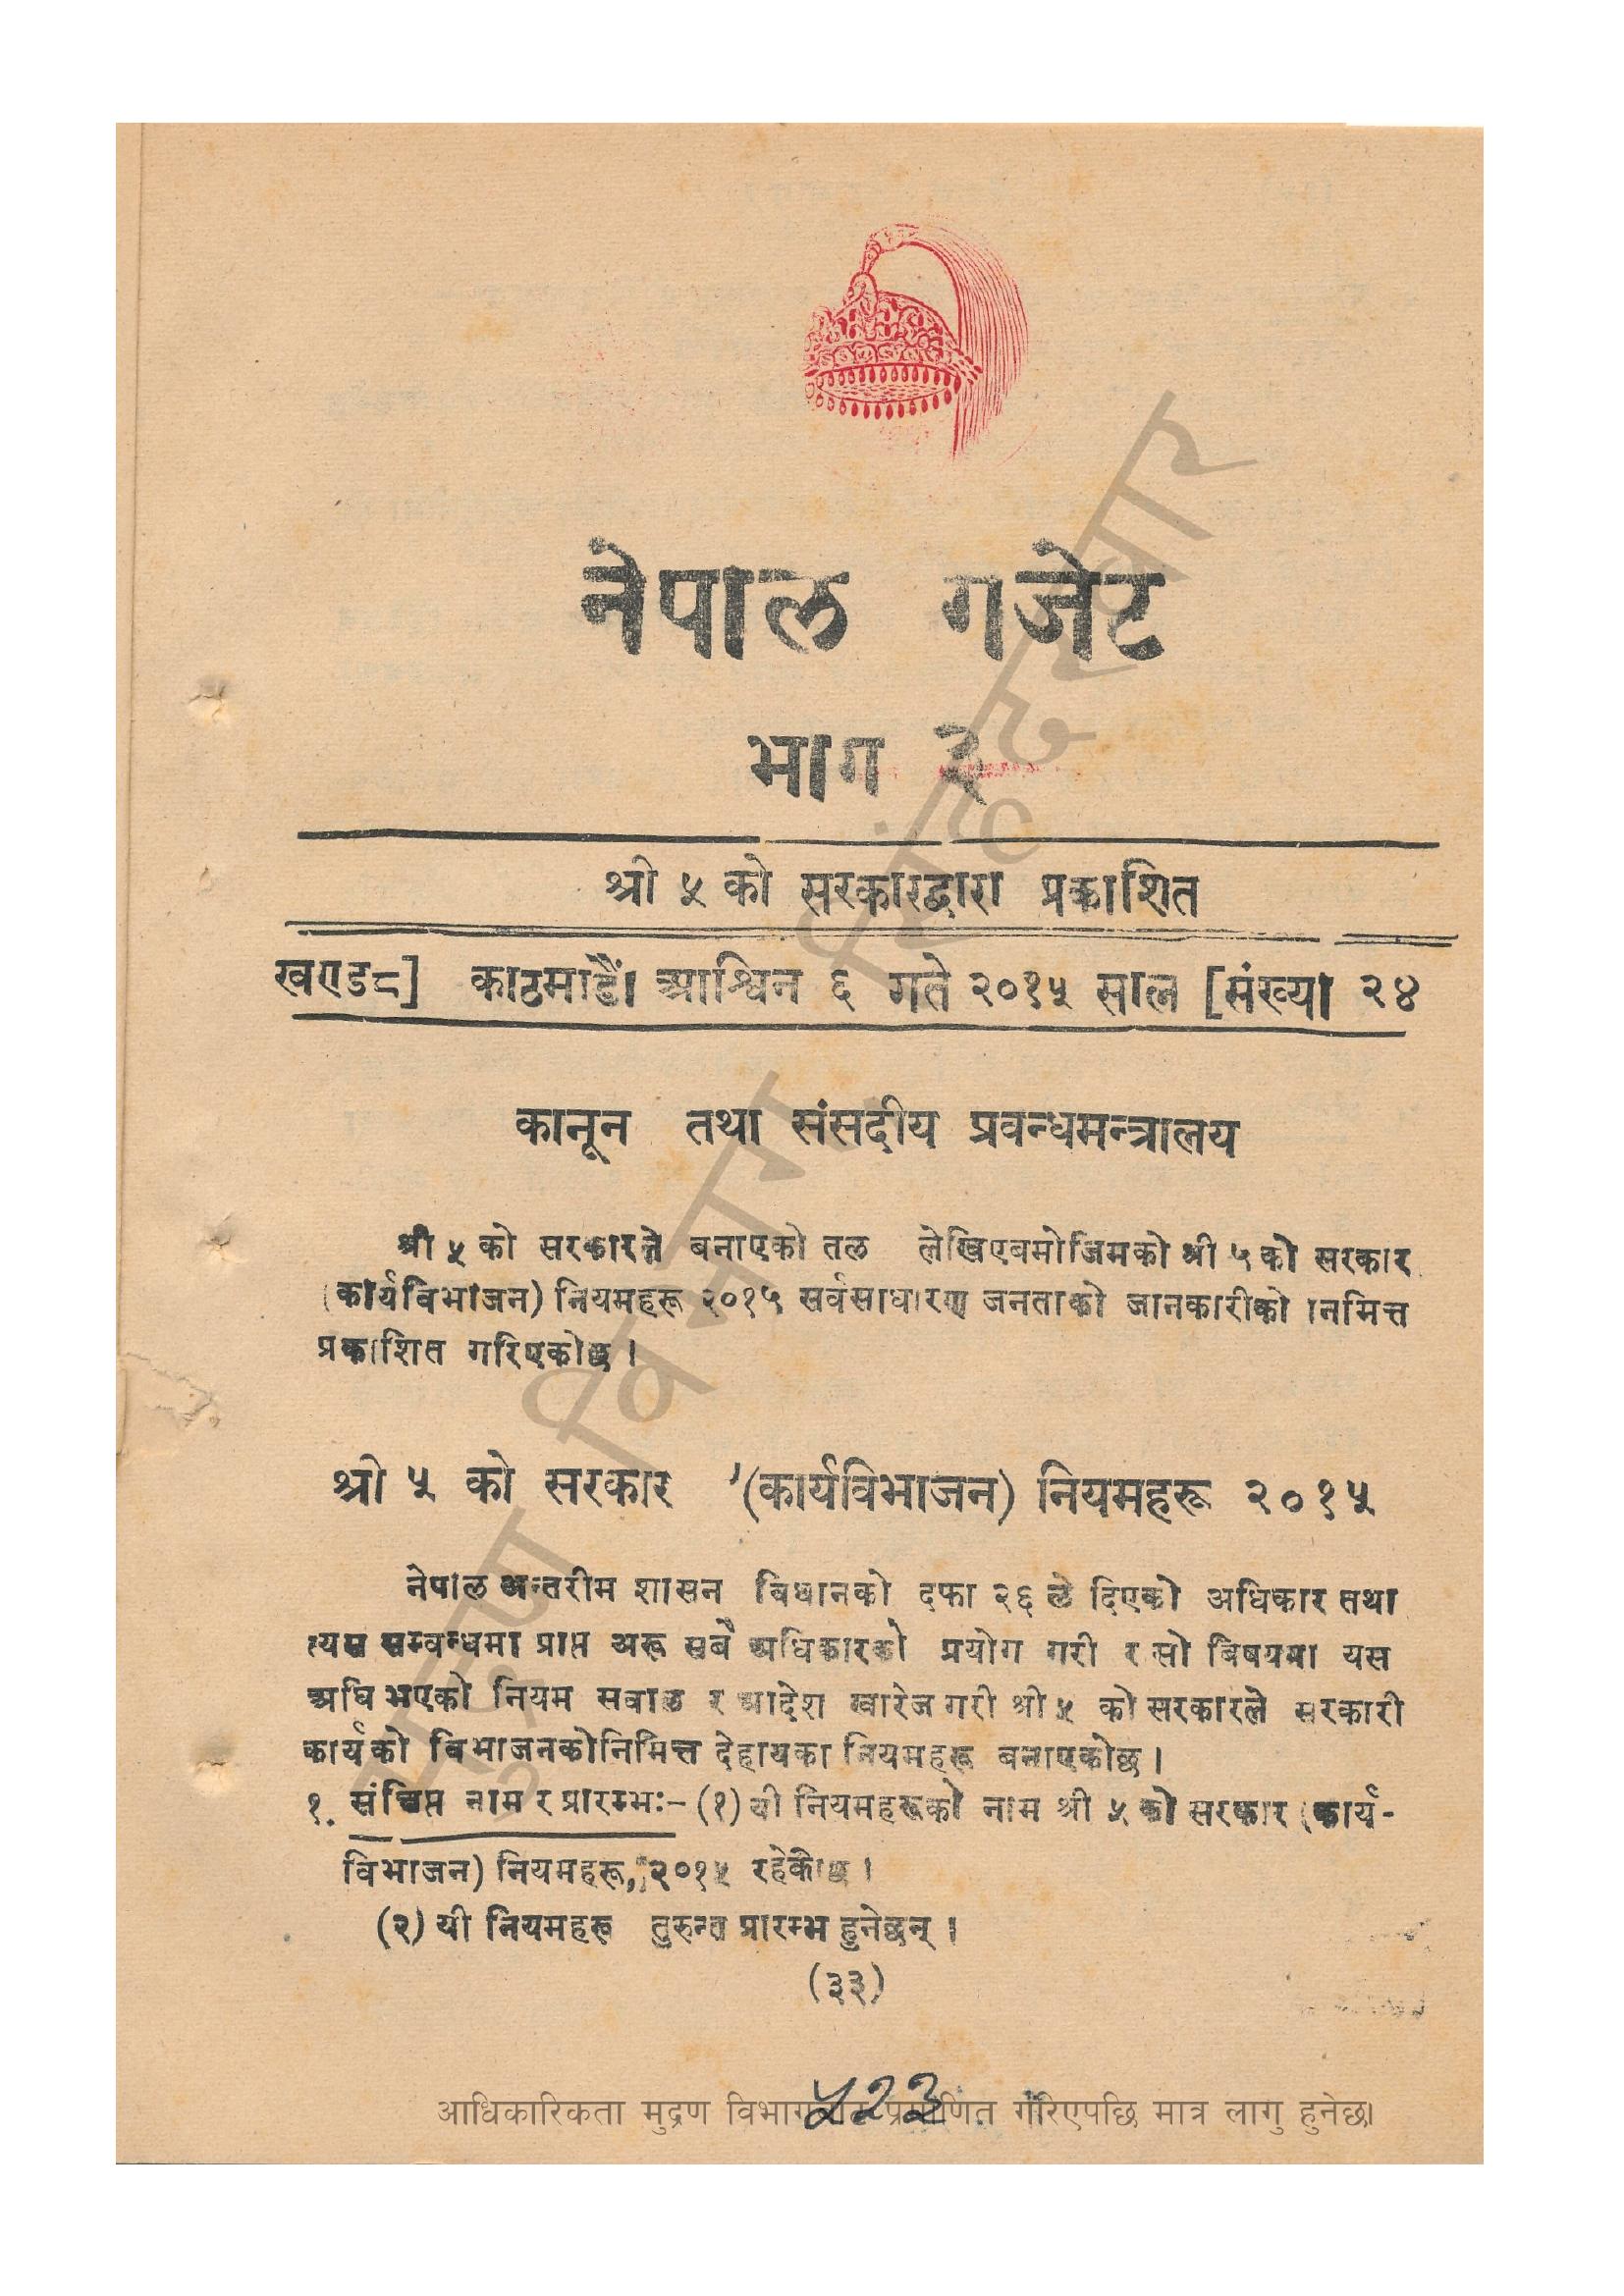 नेपाल गजेट
भाग ३
श्री ५ को सरकारद्वारा प्रकाशित
खण्ड८] काठमाडौं। आश्विन ६ गते २०१५ साल [संख्या २४
कानून तथा संसदीय प्रवन्धमन्त्रालय
श्री ५ को सरकारले बनाएको तल लेखिएबमोजिमको श्री ५ को सरकार
(कार्यविभाजन) नियमहरू २०१५ सर्वसाधारण जनताको जानकारीको निमित्त
प्रकाशित गरिएकोछ।
श्री ५ को सरकार (कार्यविभाजन) नियमहरू २०१५
नेपाल अन्तरीम शासन विधानको दफा २६ ले दिएको अधिकार तथा
त्यस सम्वन्धमा प्राप्त अरू सबै अधिकारको प्रयोग गरी र सो बिषयमा यस
अघि भएको नियम सवाल र आदेश खारेज गरी श्री ५ को सरकारले सरकारी
कार्यको बिभाजनकोनिमित्त देहायका नियमहरू बनाएकोछ।
१. संक्षिप्त नाम र प्रारम्भः– (१) यी नियमहरूको नाम श्री ५ को सरकार (कार्य-
विभाजन) नियमहरू, २०१५ रहेकोछ।
(२) यी नियमहरू तुरुन्त प्रारम्भ हुनेछन्।
(३३)
५२३
आधिकारिकता मुद्रण विभागबाट प्रमाणित गरिएपछि मात्र लागु हुनेछ।
मुद्रण विभाग, सिंहदरबार